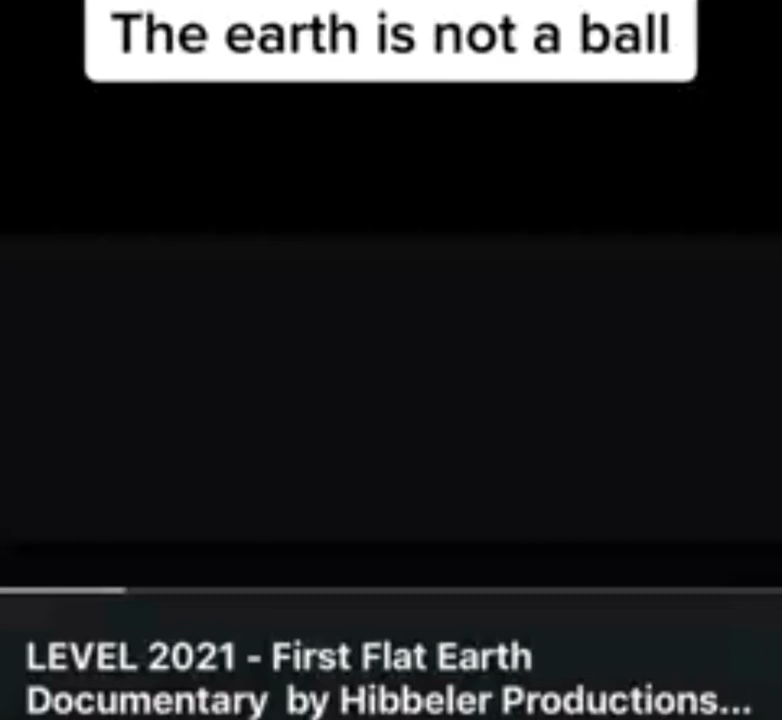 The earth is not a ball
LEVEL 2021 - First Flat Earth
Documentary by Hibbeler Productions...